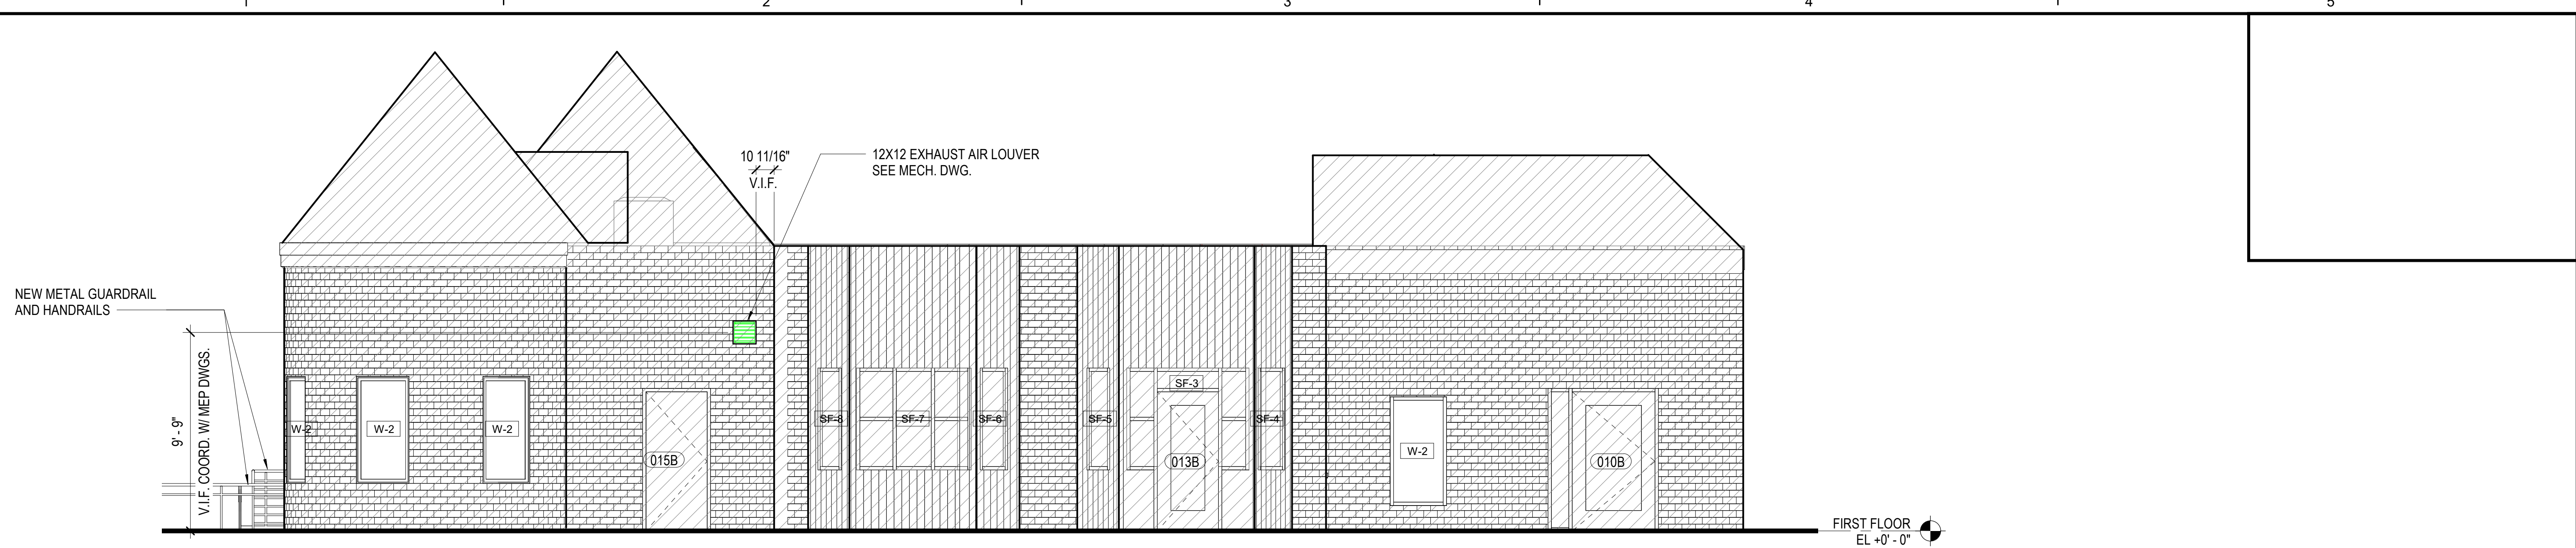 2
3
4
5
10 11/16"
V.I.F.
12X12 EXHAUST AIR LOUVER
SEE MECH. DWG.
NEW METAL GUARDRAIL
AND HANDRAILS
9' - 9"
V.I.F. COORD. W/ MEP DWGS.
W-2
W-2
W-2
015B
SF-8
SF-7
SF-6
SF-5
SF-3
013B
SF-4
W-2
010B
FIRST FLOOR
EL +0' - 0"